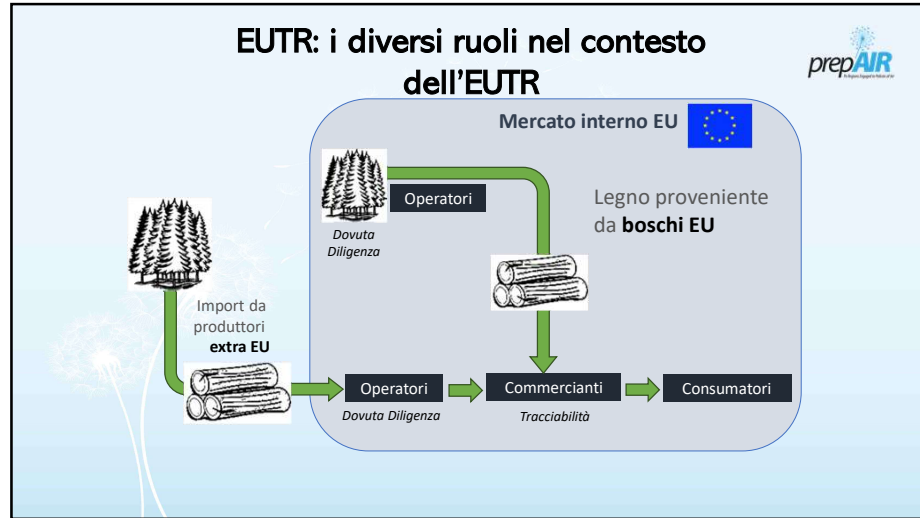 EUTR: i diversi ruoli nel contesto
dell'EUTR
prepAIR
Mercato interno EU
Operatori
Dovuta
Diligenza
Legno proveniente
da boschi EU
Import da
produttori
extra EU
Operatori
Commercianti
Consumatori
Dovuta Diligenza
Tracciabilità